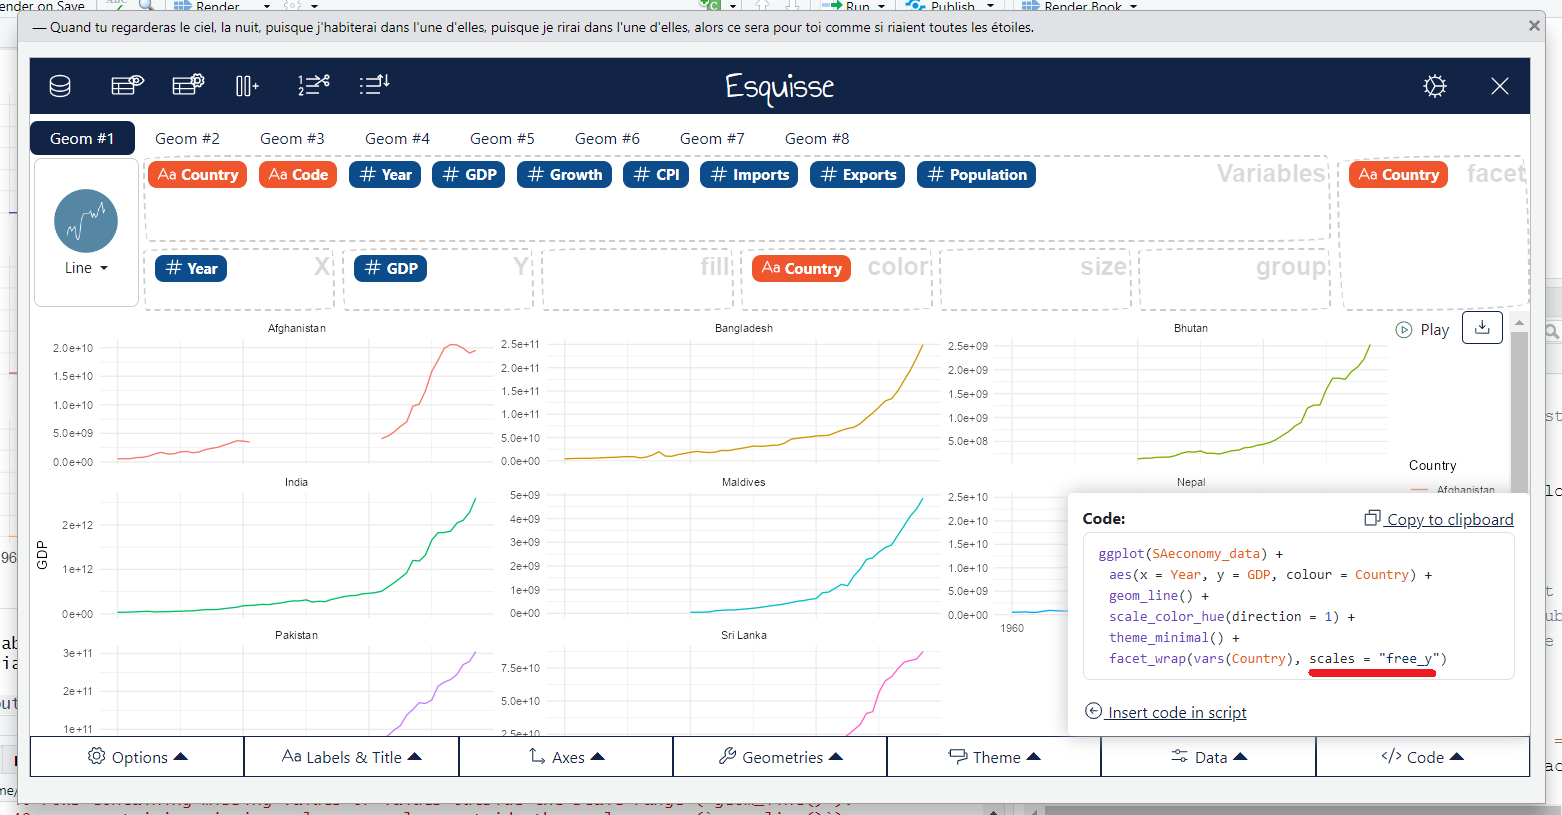 Render on Save
Render
Run
Publish
Render Book
— Quand tu regarderas le ciel, la nuit, puisque j'habiterai dans l'une d'elles, puisque je rirai dans l'une d'elles, alors ce sera pour toi comme si riaient toutes les étoiles.
Esquisse
Geom #1 Geom #2 Geom #3 Geom #4 Geom #5 Geom #6 Geom #7 Geom #8
Aa Country Aa Code # Year # GDP # Growth # CPI # Imports # Exports # Population Variables
Aa Country facet
Line
# Year X
# GDP Y
fill
Aa Country color
size
group
Play
Afghanistan
2.0e+10
1.5e+10
1.0e+10
5.0e+09
0.0e+00
Bangladesh
2.5e+11
2.0e+11
1.5e+11
1.0e+11
5.0e+10
0.0e+00
Bhutan
2.5e+09
2.0e+09
1.5e+09
1.0e+09
5.0e+08
India
2e+12
1e+12
0e+00
Maldives
5e+09
4e+09
3e+09
2e+09
1e+09
0e+00
Nepal
2.5e+10
2.0e+10
1.5e+10
1.0e+10
5.0e+09
0.0e+00
1960
Pakistan
3e+11
2e+11
1e+11
Sri Lanka
7.5e+10
5.0e+10
2.5e+10
GDP
Country
Afghanistan
Code:
Copy to clipboard
ggplot(SAeconomy_data) +
aes(x = Year, y = GDP, colour = Country) +
geom_line() +
scale_color_hue(direction = 1) +
theme_minimal() +
facet_wrap(vars(Country), scales = "free_y")
Insert code in script
Options Aa Labels & Title Axes Geometries Theme Data </> Code